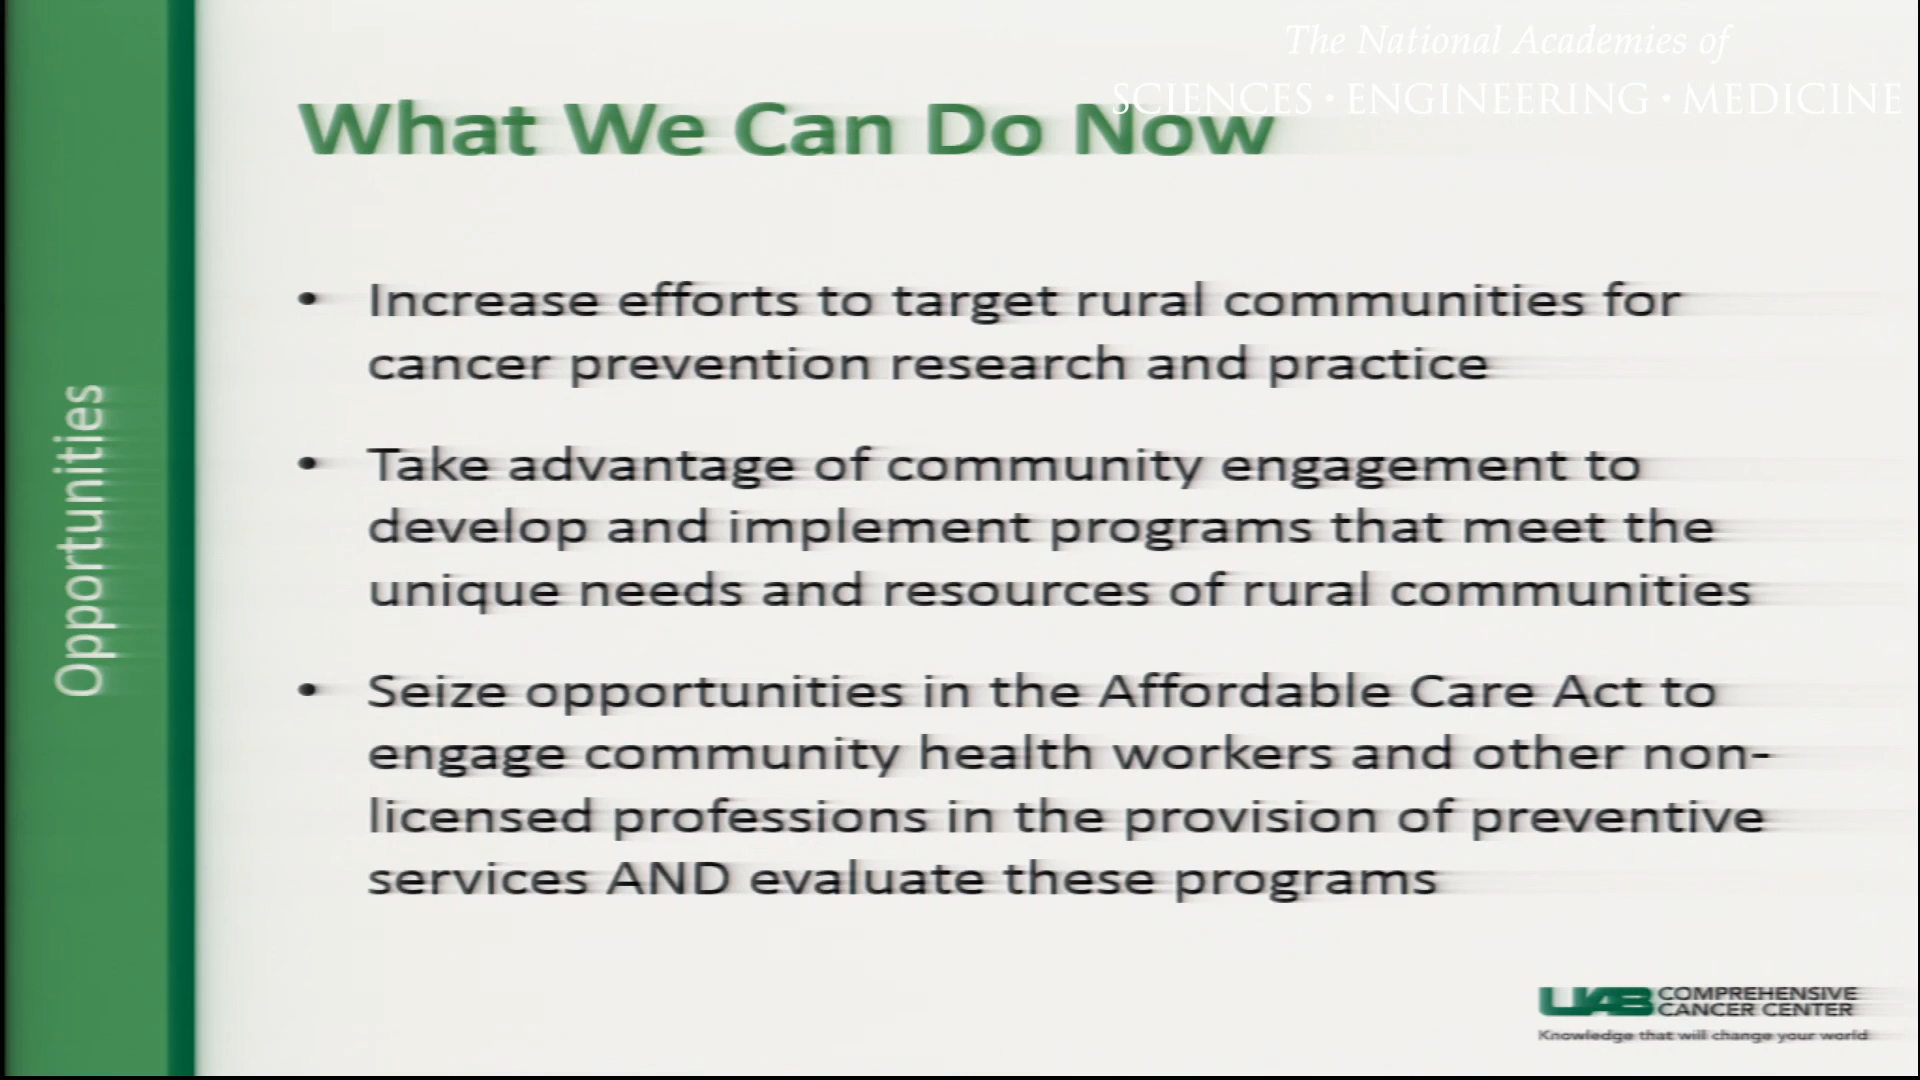 The National Academies of
SCIENCES · ENGINEERING · MEDICINE
What We Can Do Now
Opportunities
• Increase efforts to target rural communities for
cancer prevention research and practice
• Take advantage of community engagement to
develop and implement programs that meet the
unique needs and resources of rural communities
• Seize opportunities in the Affordable Care Act to
engage community health workers and other non-
licensed professions in the provision of preventive
services AND evaluate these programs
UAB COMPREHENSIVE
CANCER CENTER
Knowledge that will change your world